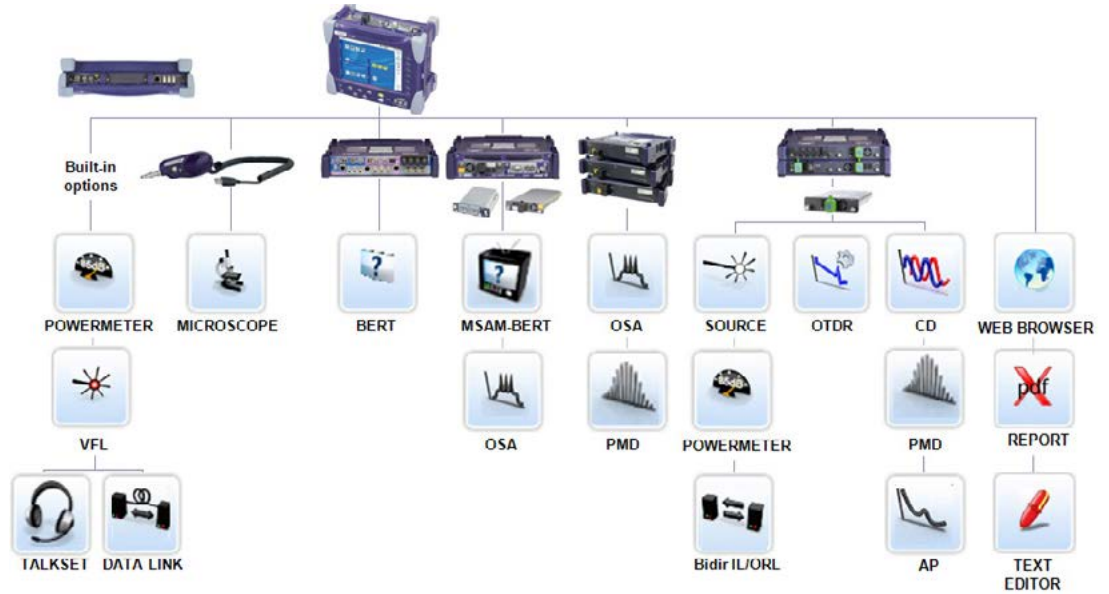 Built-in
options
POWERMETER
MICROSCOPE
BERT
MSAM-BERT
OSA
SOURCE
OTDR
CD
WEB BROWSER
VFL
OSA
PMD
POWERMETER
PMD
pdf
REPORT
TALKSET
DATA LINK
Bidir IL/ORL
AP
TEXT
EDITOR